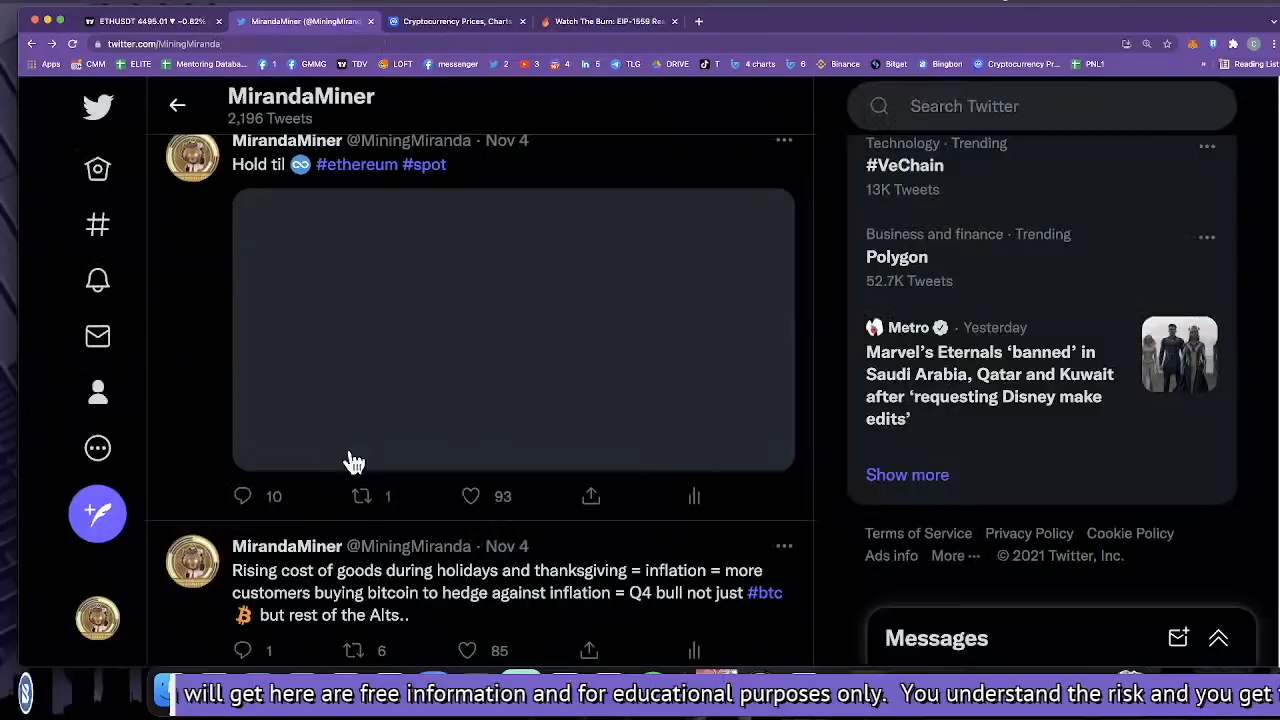 ETHUSDT 4495.01 ▼ −0.82%
MirandaMiner (@MiningMirand
Cryptocurrency Prices, Charts
Watch The Burn: EIP-1559 Rea
twitter.com/MiningMiranda
Apps
CMM
ELITE
Mentoring Databa...
1
GMMG
TDV
LOFT
messenger
2
3
4
5
TLG
DRIVE
T
4 charts
6
Binance
Bitget
Bingbon
Cryptocurrency Pr...
PNL1
»
Reading List
MirandaMiner
2,196 Tweets
Search Twitter
MirandaMiner @MiningMiranda · Nov 4
Hold til ♾️ #ethereum #spot
10
1
93
MirandaMiner @MiningMiranda · Nov 4
Rising cost of goods during holidays and thanksgiving = inflation = more
customers buying bitcoin to hedge against inflation = Q4 bull not just #btc
but rest of the Alts..
1
6
85
Technology · Trending
#VeChain
13K Tweets
Business and finance · Trending
Polygon
52.7K Tweets
Metro · Yesterday
Marvel's Eternals ‘banned’ in
Saudi Arabia, Qatar and Kuwait
after ‘requesting Disney make
edits’
Show more
Terms of Service Privacy Policy Cookie Policy
Ads info More ··· © 2021 Twitter, Inc.
Messages
will get here are free information and for educational purposes only. You understand the risk and you get